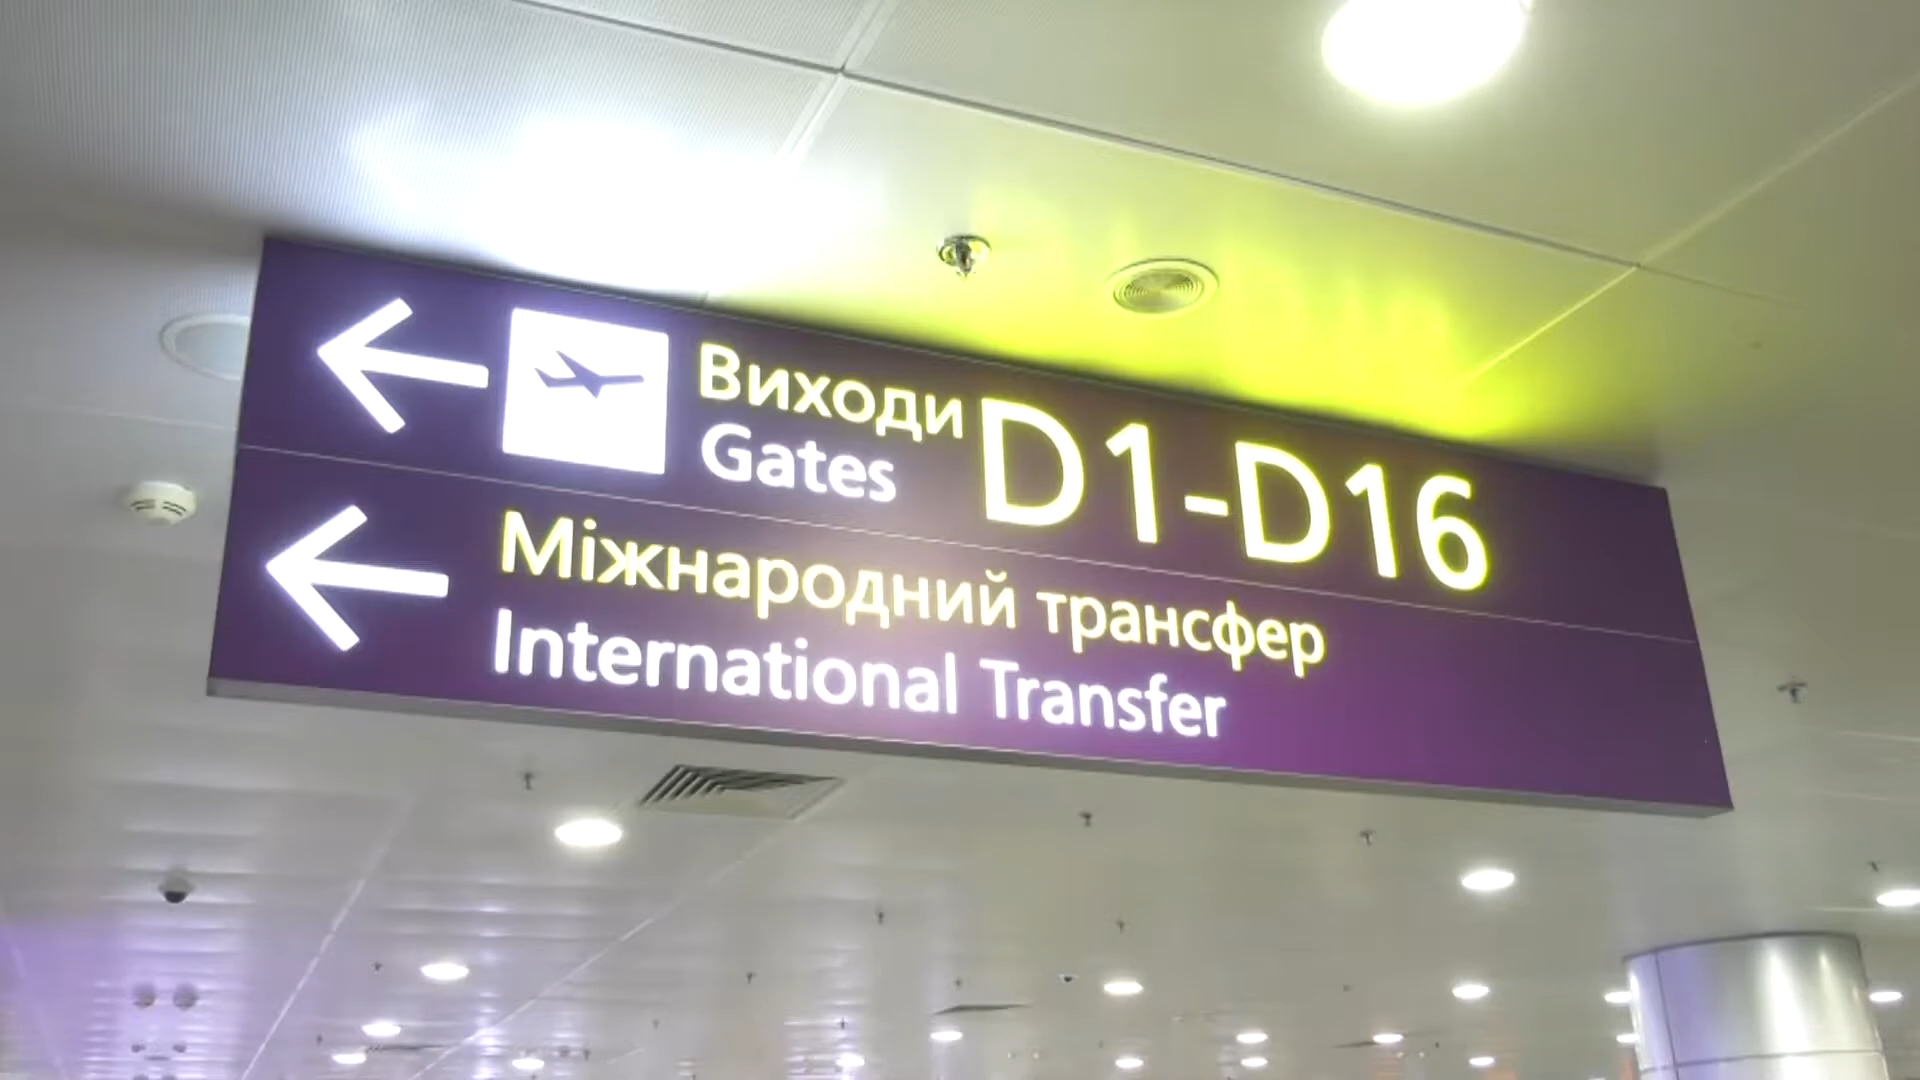 Виходи D1-D16
Gates
Міжнародний трансфер
International Transfer